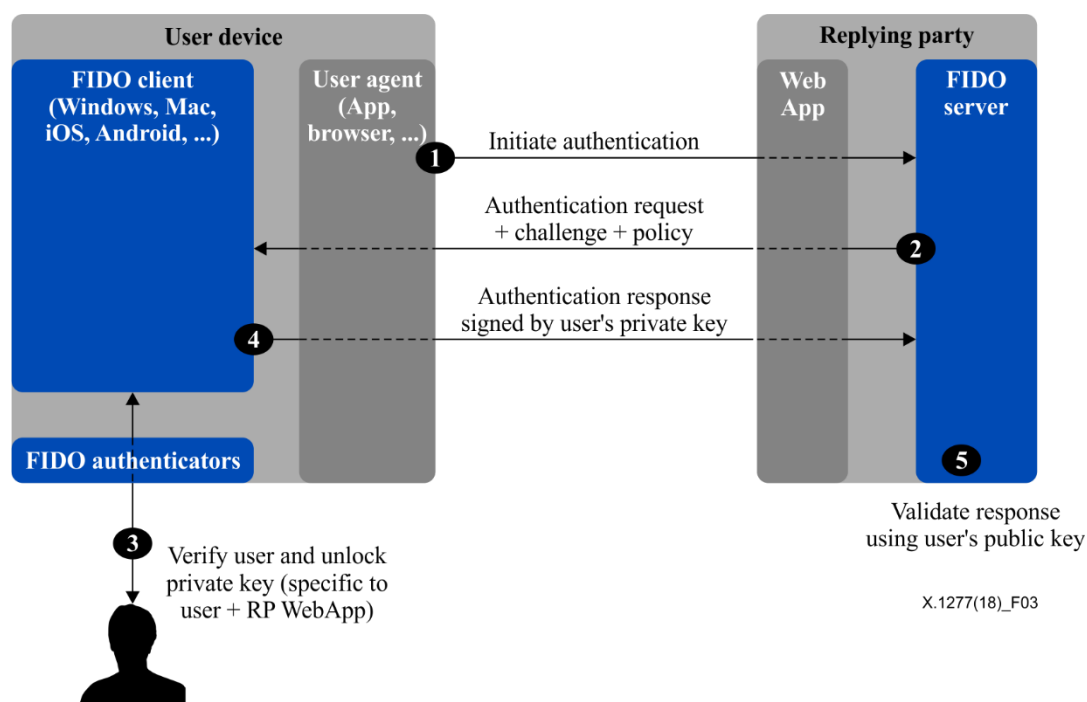 User device
FIDO client
(Windows, Mac,
iOS, Android, ...)
User agent
(App,
browser, ...)
Replying party
Web
App
FIDO
server
1
Initiate authentication
Authentication request
+ challenge + policy
2
Authentication response
signed by user's private key
4
FIDO authenticators
5
Validate response
using user's public key
3
Verify user and unlock
private key (specific to
user + RP WebApp)
X.1277(18)_F03